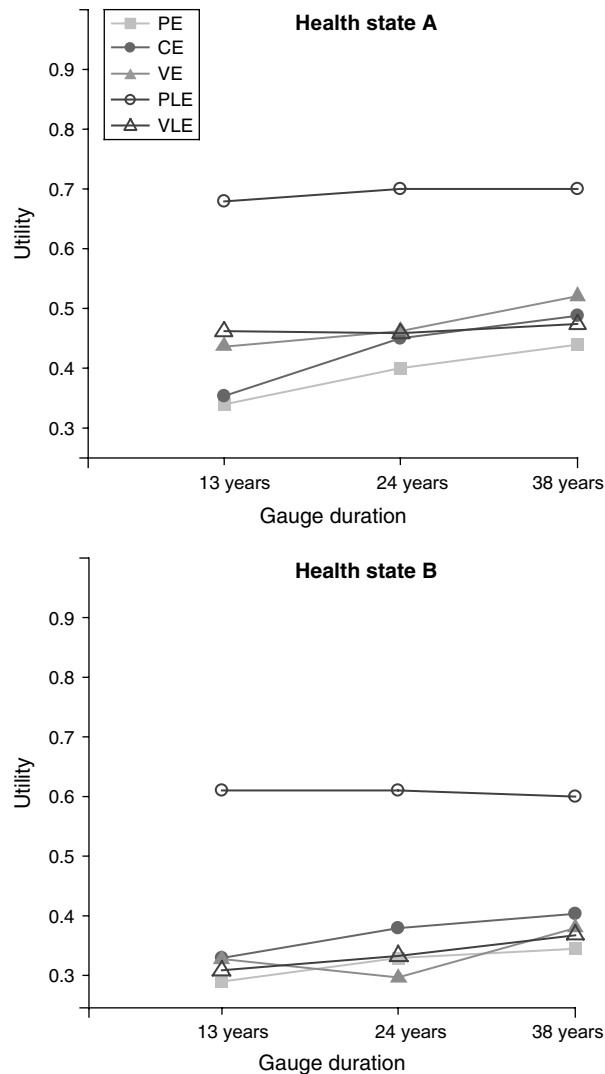 Health state A
PE
CE
VE
PLE
VLE
0.9
0.8
0.7
0.6
0.5
0.4
0.3
Utility
13 years
24 years
38 years
Gauge duration
Health state B
0.9
0.8
0.7
0.6
0.5
0.4
0.3
Utility
13 years
24 years
38 years
Gauge duration